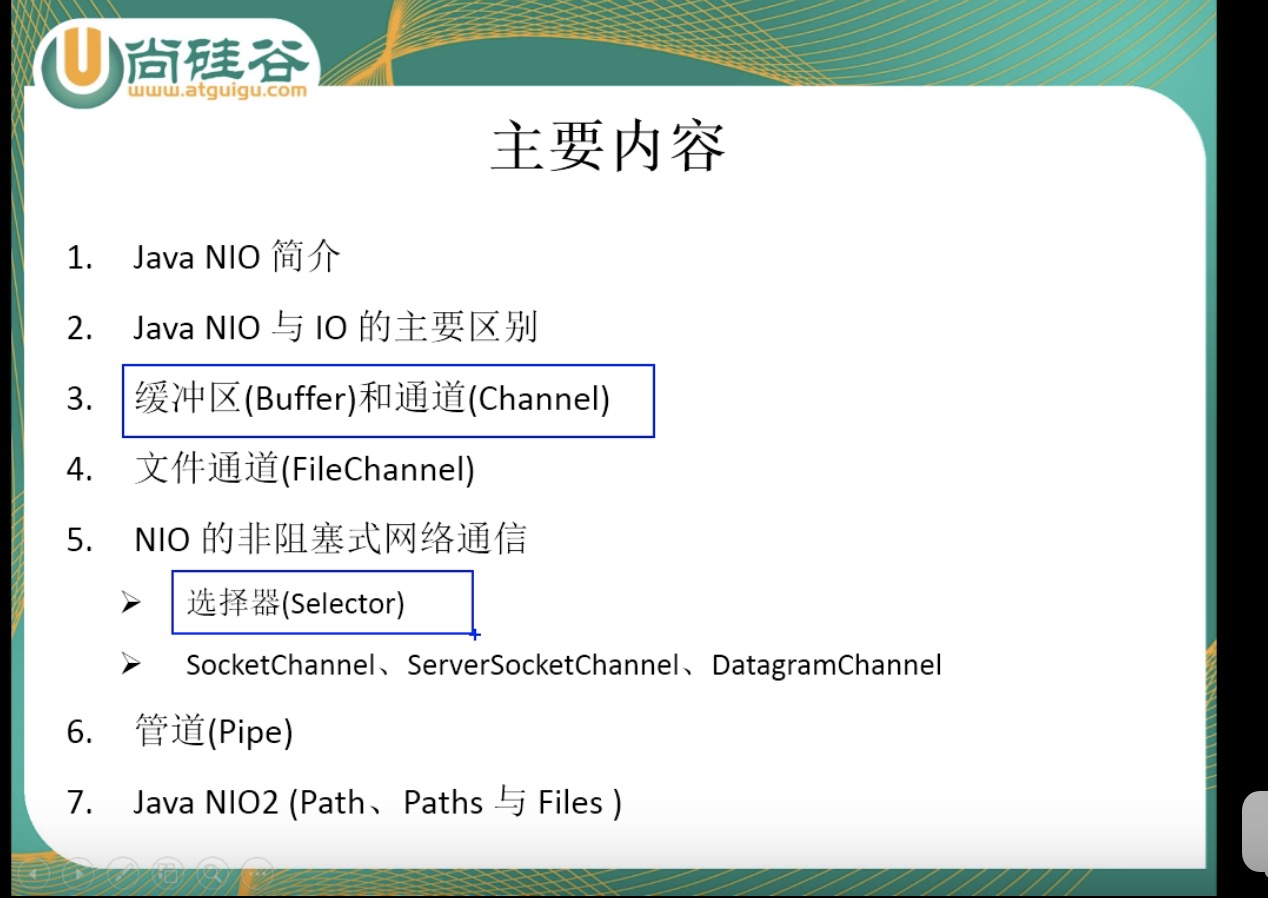 尚硅谷
www.atguigu.com
主要内容
1. Java NIO 简介
2. Java NIO 与 IO 的主要区别
3. 缓冲区(Buffer)和通道(Channel)
4. 文件通道(FileChannel)
5. NIO 的非阻塞式网络通信
选择器(Selector)
SocketChannel、ServerSocketChannel、DatagramChannel
6. 管道(Pipe)
7. Java NIO2 (Path、Paths 与 Files )